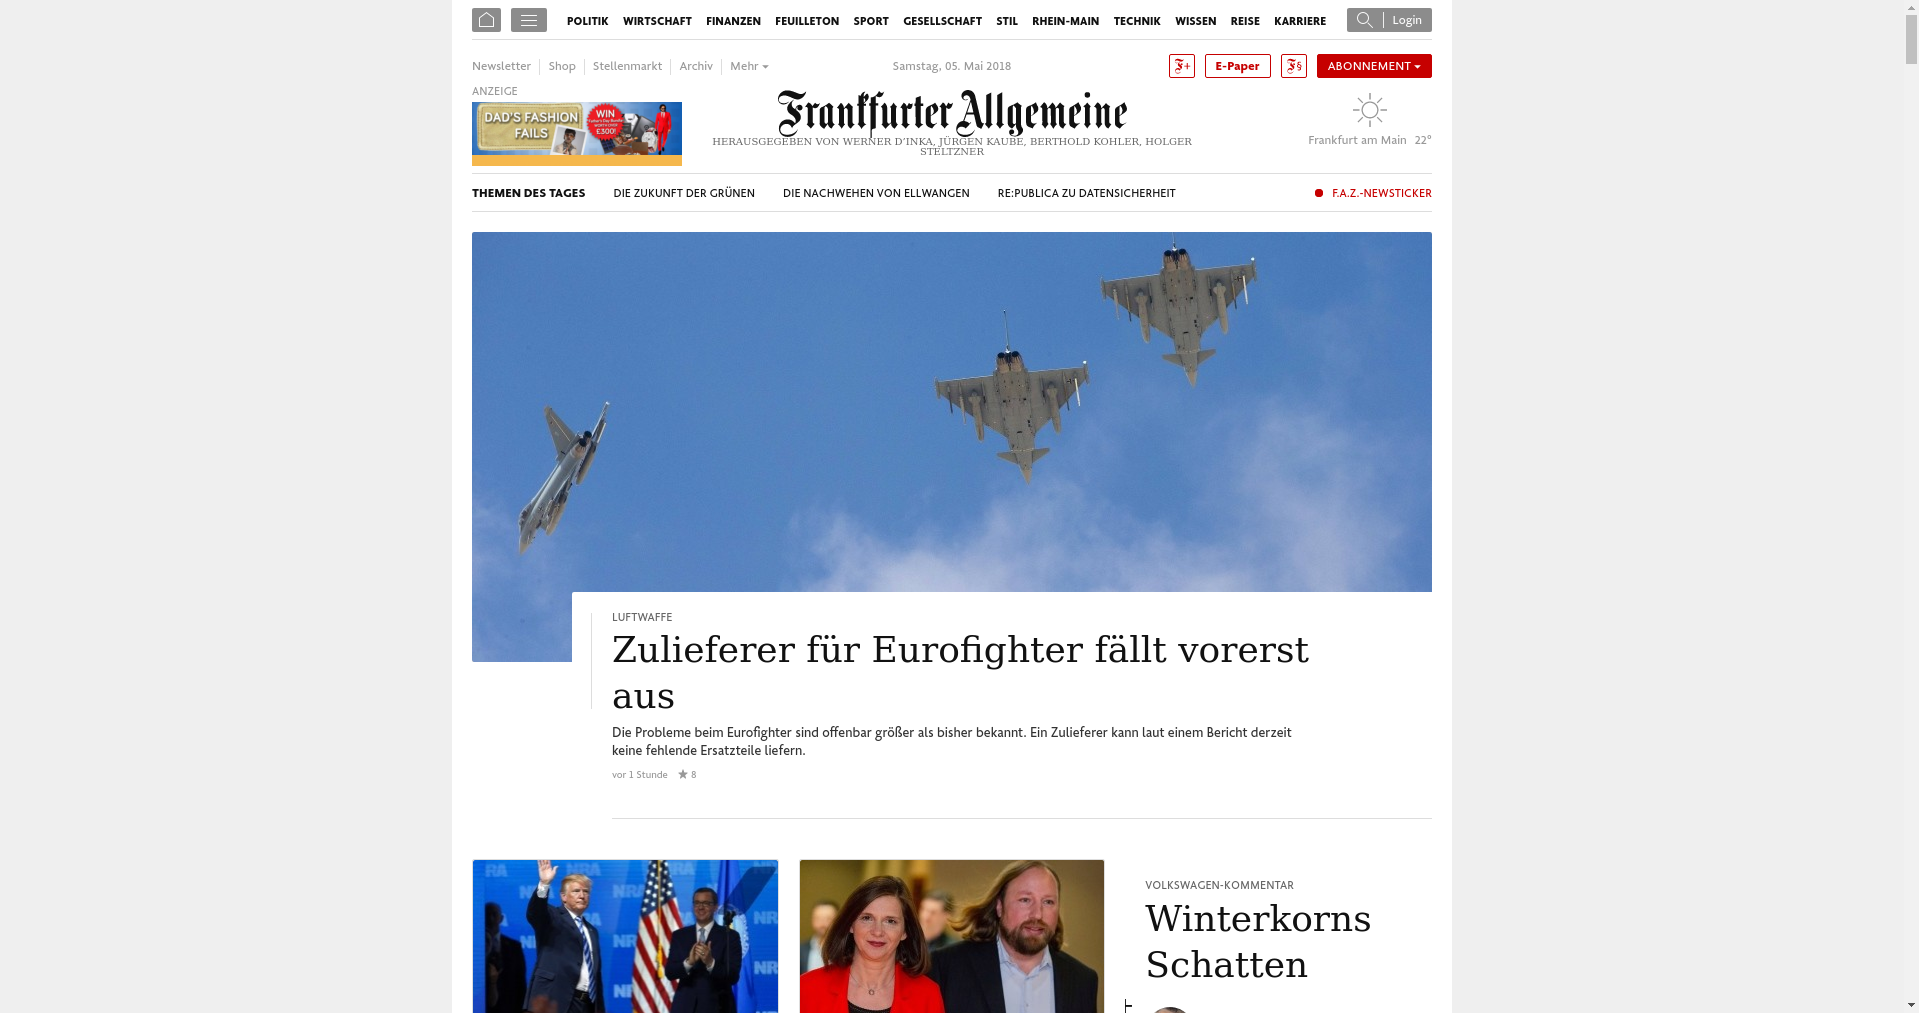 POLITIK WIRTSCHAFT FINANZEN FEUILLETON SPORT GESELLSCHAFT STIL RHEIN-MAIN TECHNIK WISSEN REISE KARRIERE Login
Newsletter Shop Stellenmarkt Archiv Mehr Samstag, 05. Mai 2018 F+ E-Paper F§ ABONNEMENT
ANZEIGE
DAD'S FASHION
FAILS
WIN
£300!
Frankfurter Allgemeine
HERAUSGEGEBEN VON WERNER D'INKA, JÜRGEN KAUBE, BERTHOLD KOHLER, HOLGER
STELTZNER
Frankfurt am Main 22°
THEMEN DES TAGES DIE ZUKUNFT DER GRÜNEN DIE NACHWEHEN VON ELLWANGEN RE:PUBLICA ZU DATENSICHERHEIT F.A.Z.-NEWSTICKER
LUFTWAFFE
Zulieferer für Eurofighter fällt vorerst
aus
Die Probleme beim Eurofighter sind offenbar größer als bisher bekannt. Ein Zulieferer kann laut einem Bericht derzeit
keine fehlende Ersatzteile liefern.
vor 1 Stunde 8
NRA
NRA
VOLKSWAGEN-KOMMENTAR
Winterkorns
Schatten